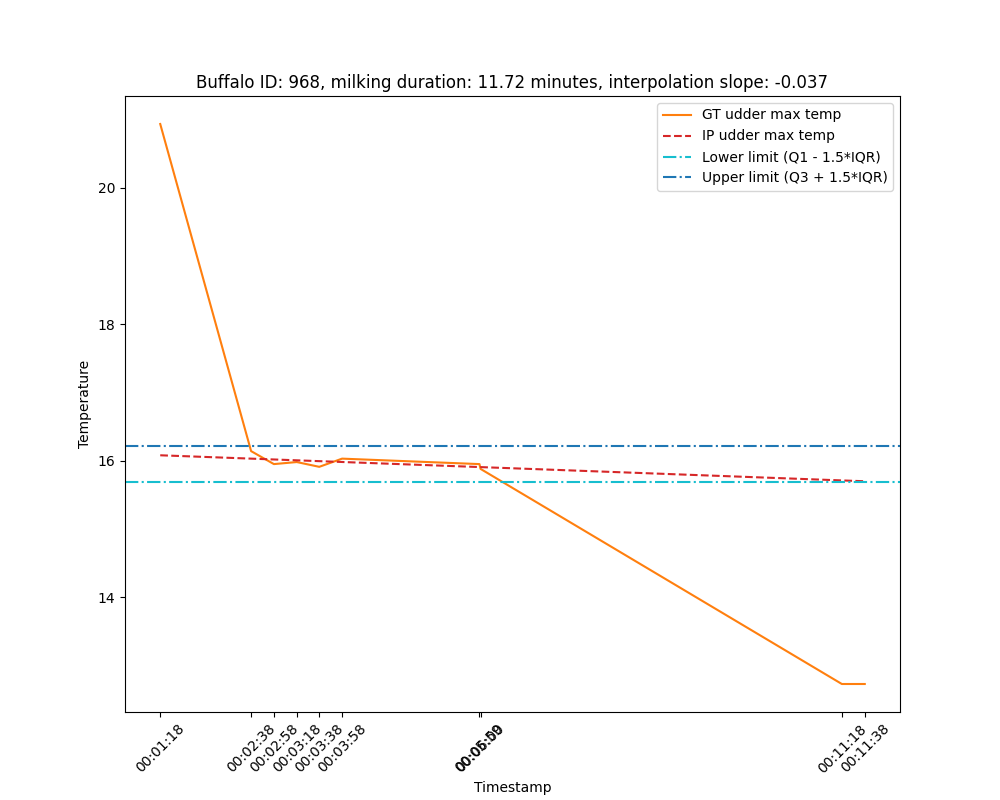 Buffalo ID: 968, milking duration: 11.72 minutes, interpolation slope: -0.037
GT udder max temp
IP udder max temp
Lower limit (Q1 - 1.5*IQR)
Upper limit (Q3 + 1.5*IQR)
20
18
16
14
Temperature
00:01:18
00:02:38
00:02:58
00:03:18
00:03:38
00:03:58
00:11:18
00:11:38
Timestamp